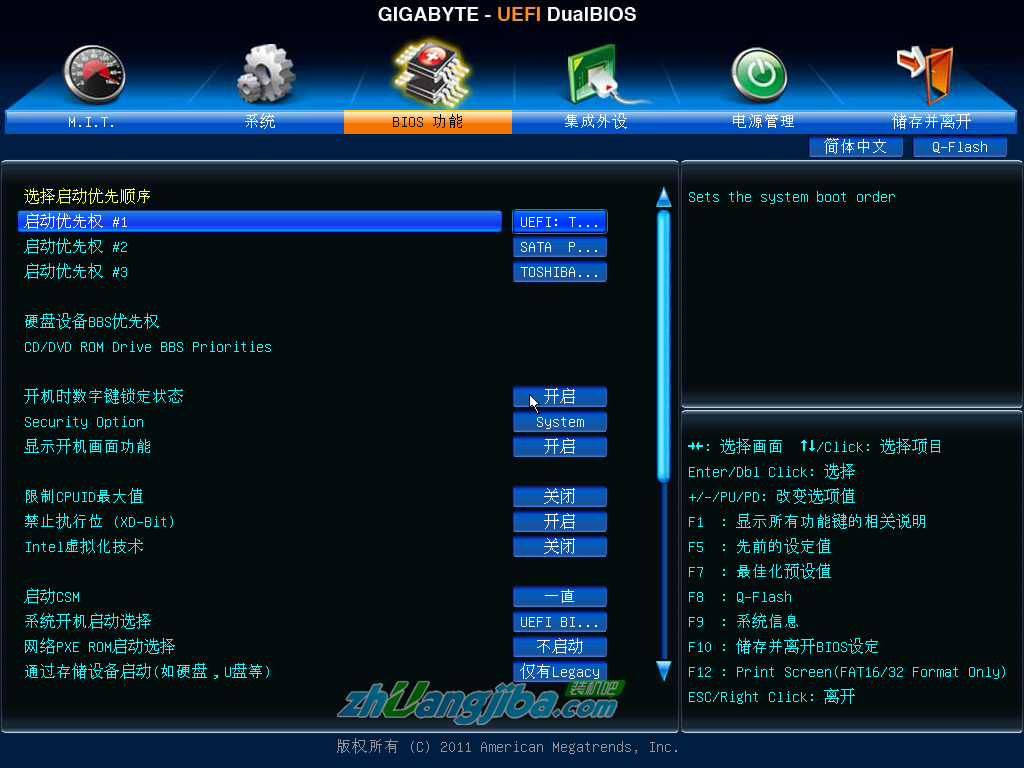 GIGABYTE - UEFI DualBIOS
M.I.T. 系统 BIOS 功能 集成外设 电源管理 储存并离开
简体中文 Q-Flash
选择启动优先顺序
启动优先权 #1 UEFI: T...
启动优先权 #2 SATA P...
启动优先权 #3 TOSHIBA...
硬盘设备BBS优先权
CD/DVD ROM Drive BBS Priorities
开机时数字键锁定状态 开启
Security Option System
显示开机画面功能 开启
限制CPUID最大值 关闭
禁止执行位 (XD-Bit) 开启
Intel虚拟化技术 关闭
启动CSM 一直
系统开机启动选择 UEFI BI...
网络PXE ROM启动选择 不启动
通过存储设备启动(如硬盘，U盘等) 仅有Legacy
Sets the system boot order
→←: 选择画面 ↑↓/Click: 选择项目
Enter/Dbl Click: 选择
+/-/PU/PD: 改变选项值
F1 : 显示所有功能键的相关说明
F5 : 先前的设定值
F7 : 最佳化预设值
F8 : Q-Flash
F9 : 系统信息
F10 : 储存并离开BIOS设定
F12 : Print Screen(FAT16/32 Format Only)
ESC/Right Click: 离开
zhuangjiba.com 装机吧
版权所有 (C) 2011 American Megatrends, Inc.